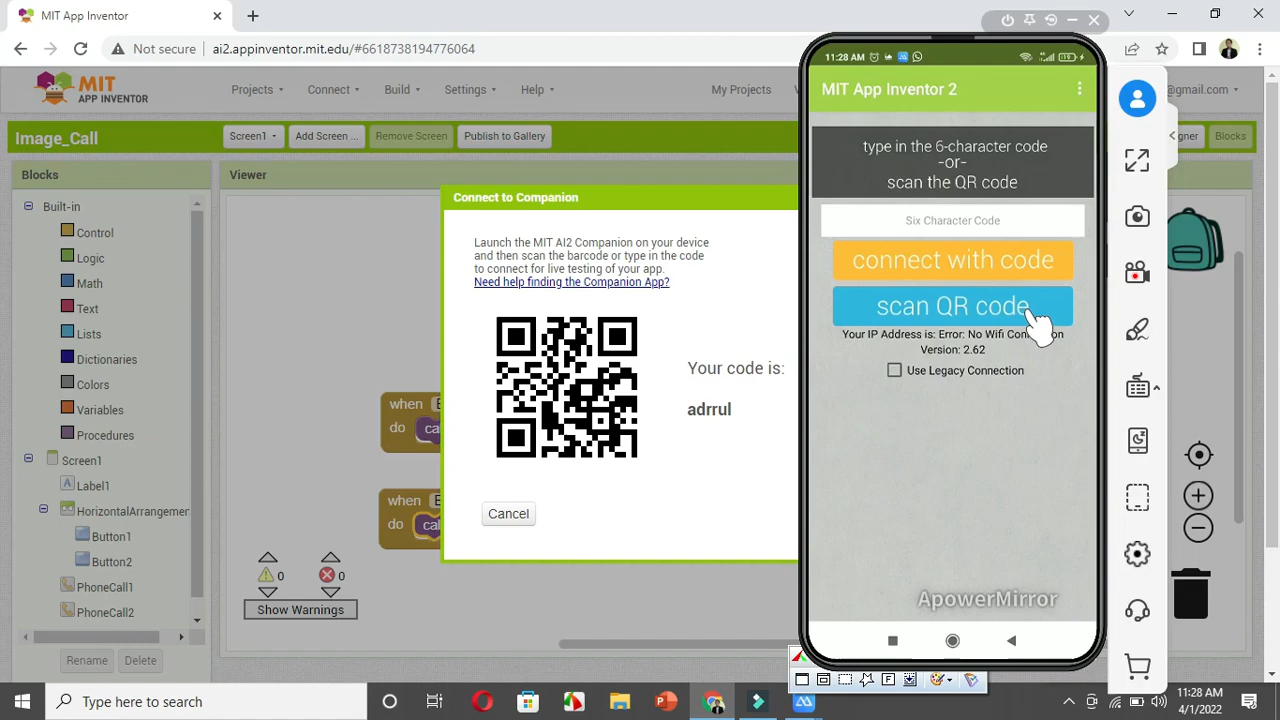 MIT App Inventor
Not secure
ai2.appinventor.mit.edu/#6618738194776064
MIT
APP INVENTOR
Projects
Connect
Build
Settings
Help
My Projects
@gmail.com
Image_Call
Screen1
Add Screen ...
Remove Screen
Publish to Gallery
Blocks
Blocks
Viewer
Built-in
Control
Logic
Math
Text
Lists
Dictionaries
Colors
Variables
Procedures
Screen1
Label1
HorizontalArrangemer
Button1
Button2
PhoneCall1
PhoneCall2
Rename
Delete
when
do
when
do
0
0
Show Warnings
Connect to Companion
Launch the MIT AI2 Companion on your device
and then scan the barcode or type in the code
to connect for live testing of your app.
Need help finding the Companion App?
Your code is:
adrrul
Cancel
11:28 AM
MIT App Inventor 2
type in the 6-character code
-or-
scan the QR code
Six Character Code
connect with code
scan QR code
Your IP Address is: Error: No Wifi
Version: 2.62
Use Legacy Connection
ApowerMirror
Type here to search
11:28 AM
4/1/2022